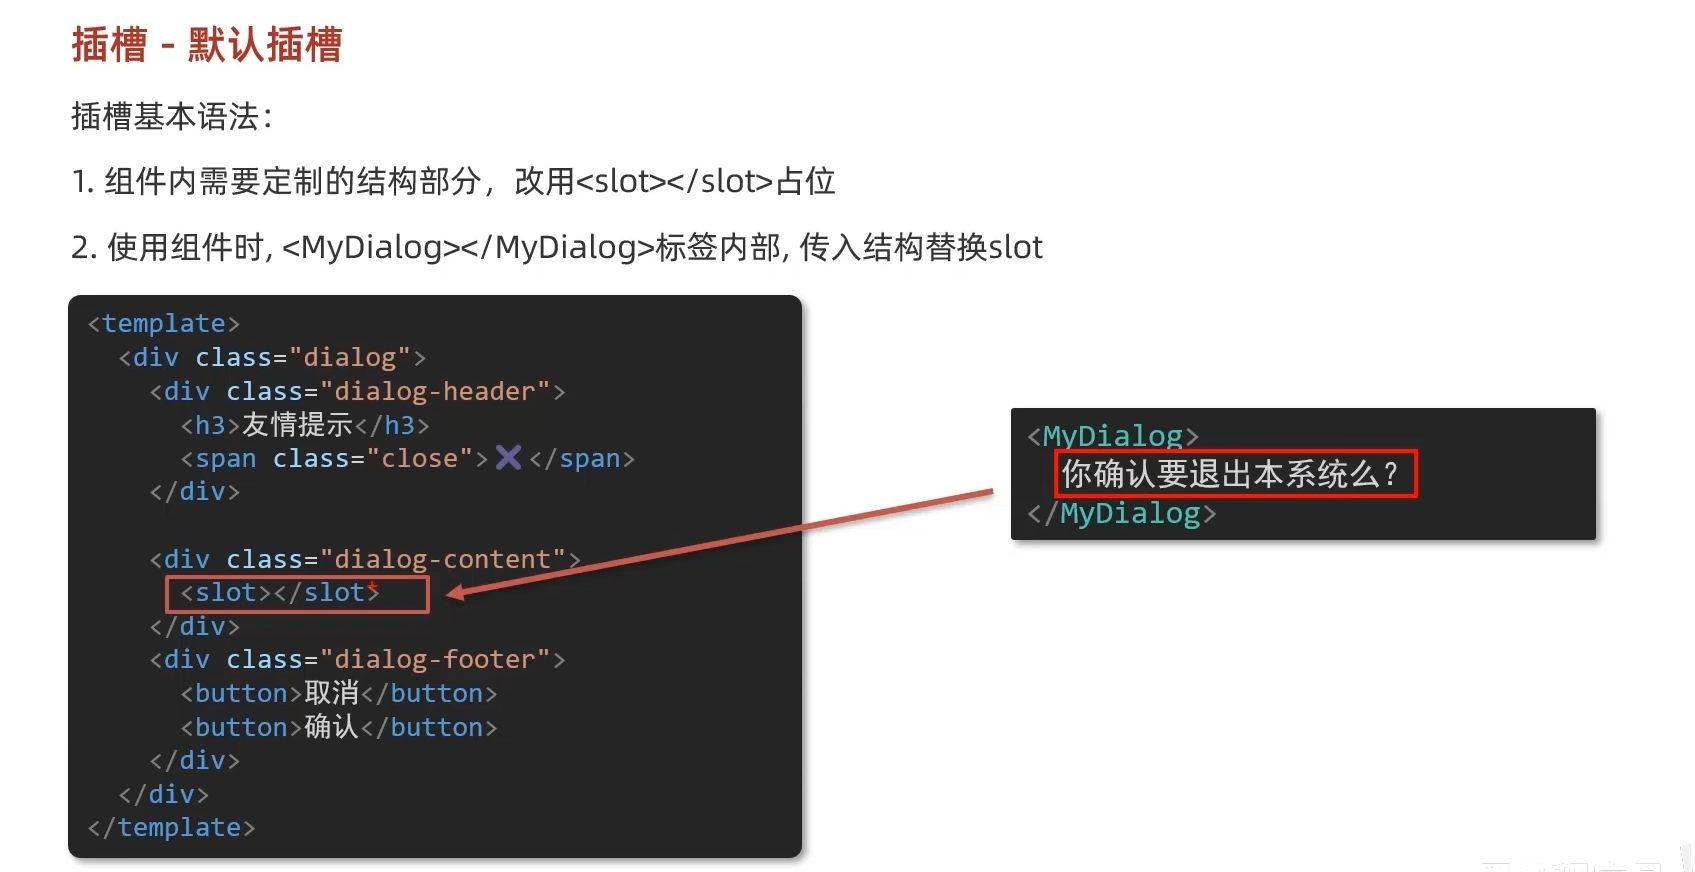 插槽 - 默认插槽
插槽基本语法：
1. 组件内需要定制的结构部分，改用<slot></slot>占位
2. 使用组件时, <MyDialog></MyDialog>标签内部, 传入结构替换slot
<template>
<div class="dialog">
<div class="dialog-header">
<h3>友情提示</h3>
<span class="close">✖️</span>
</div>
<div class="dialog-content">
<slot></slot>
</div>
<div class="dialog-footer">
<button>取消</button>
<button>确认</button>
</div>
</div>
</template>
<MyDialog>
你确认要退出本系统么？
</MyDialog>